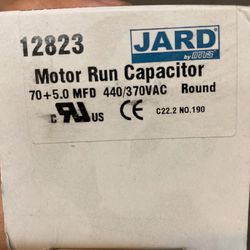 12823
JARD
by MARS
Motor Run Capacitor
70+5.0 MFD 440/370VAC Round
C UR US CE C22.2 NO.190